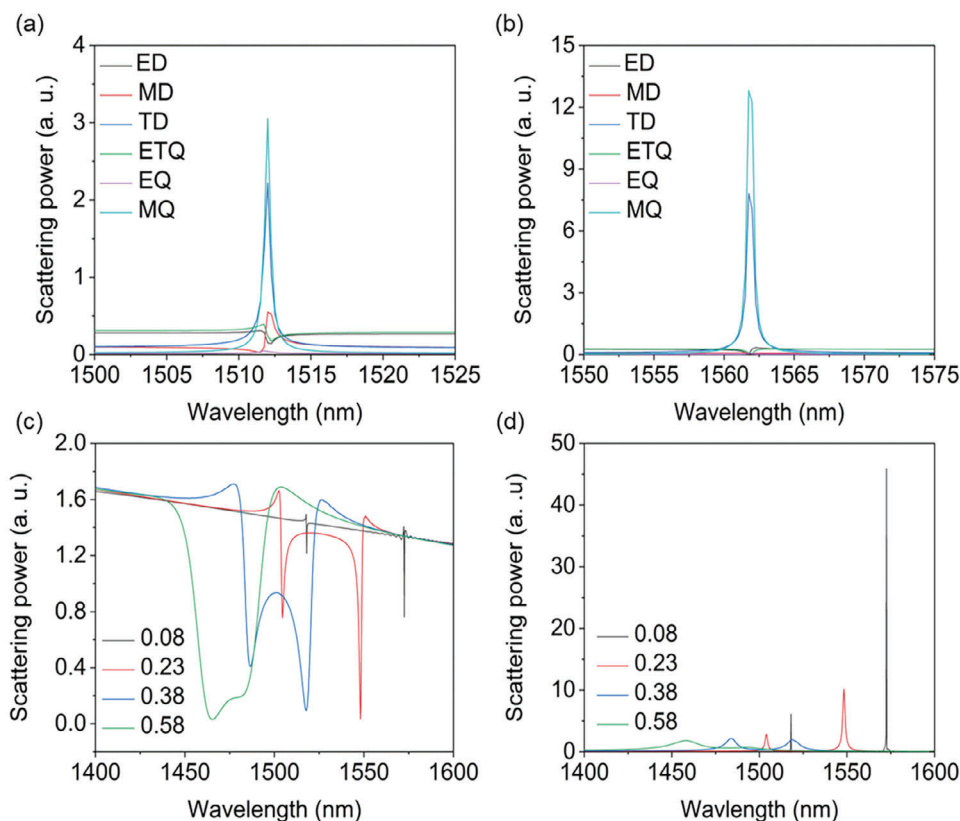 (a)
4
3
2
1
0
Scattering power (a. u.)
ED
MD
TD
ETQ
EQ
MQ
1500 1505 1510 1515 1520 1525
Wavelength (nm)
(b)
15
12
9
6
3
0
Scattering power (a. u.)
ED
MD
TD
ETQ
EQ
MQ
1550 1555 1560 1565 1570 1575
Wavelength (nm)
(c)
2.0
1.6
1.2
0.8
0.4
0.0
Scattering power (a. u.)
0.08
0.23
0.38
0.58
1400 1450 1500 1550 1600
Wavelength (nm)
(d)
50
40
30
20
10
0
Scattering power (a. .u)
0.08
0.23
0.38
0.58
1400 1450 1500 1550 1600
Wavelength (nm)